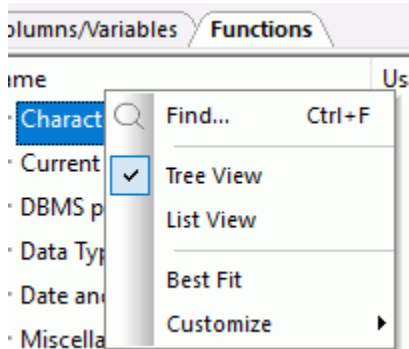 olumns/Variables Functions
ame Us
Charact Find... Ctrl+F
Current Tree View
DBMS p List View
Data Typ
Date and Best Fit
Miscella Customize